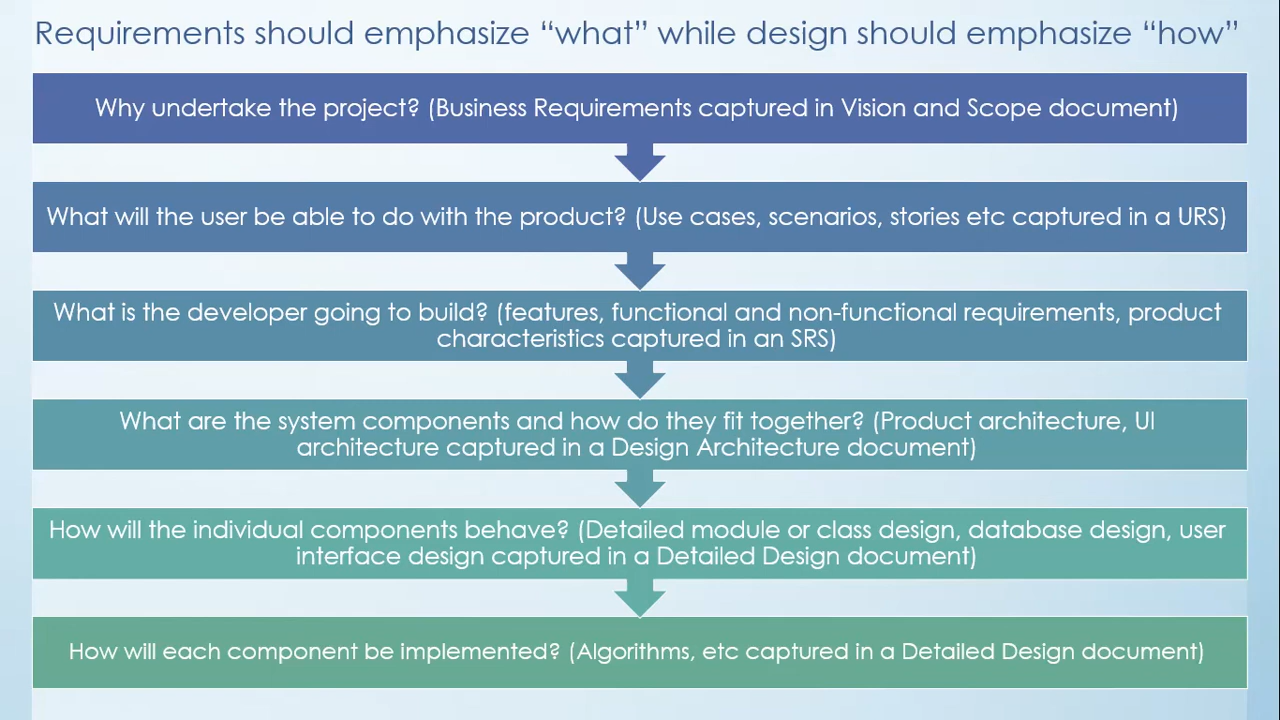 Requirements should emphasize “what” while design should emphasize “how”
Why undertake the project? (Business Requirements captured in Vision and Scope document)
What will the user be able to do with the product? (Use cases, scenarios, stories etc captured in a URS)
What is the developer going to build? (features, functional and non-functional requirements, product
characteristics captured in an SRS)
What are the system components and how do they fit together? (Product architecture, UI
architecture captured in a Design Architecture document)
How will the individual components behave? (Detailed module or class design, database design, user
interface design captured in a Detailed Design document)
How will each component be implemented? (Algorithms, etc captured in a Detailed Design document)